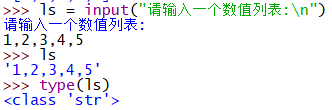 >>> ls = input("请输入一个数值列表:\n")
请输入一个数值列表:
1,2,3,4,5
>>> ls
'1,2,3,4,5'
>>> type(ls)
<class 'str'>